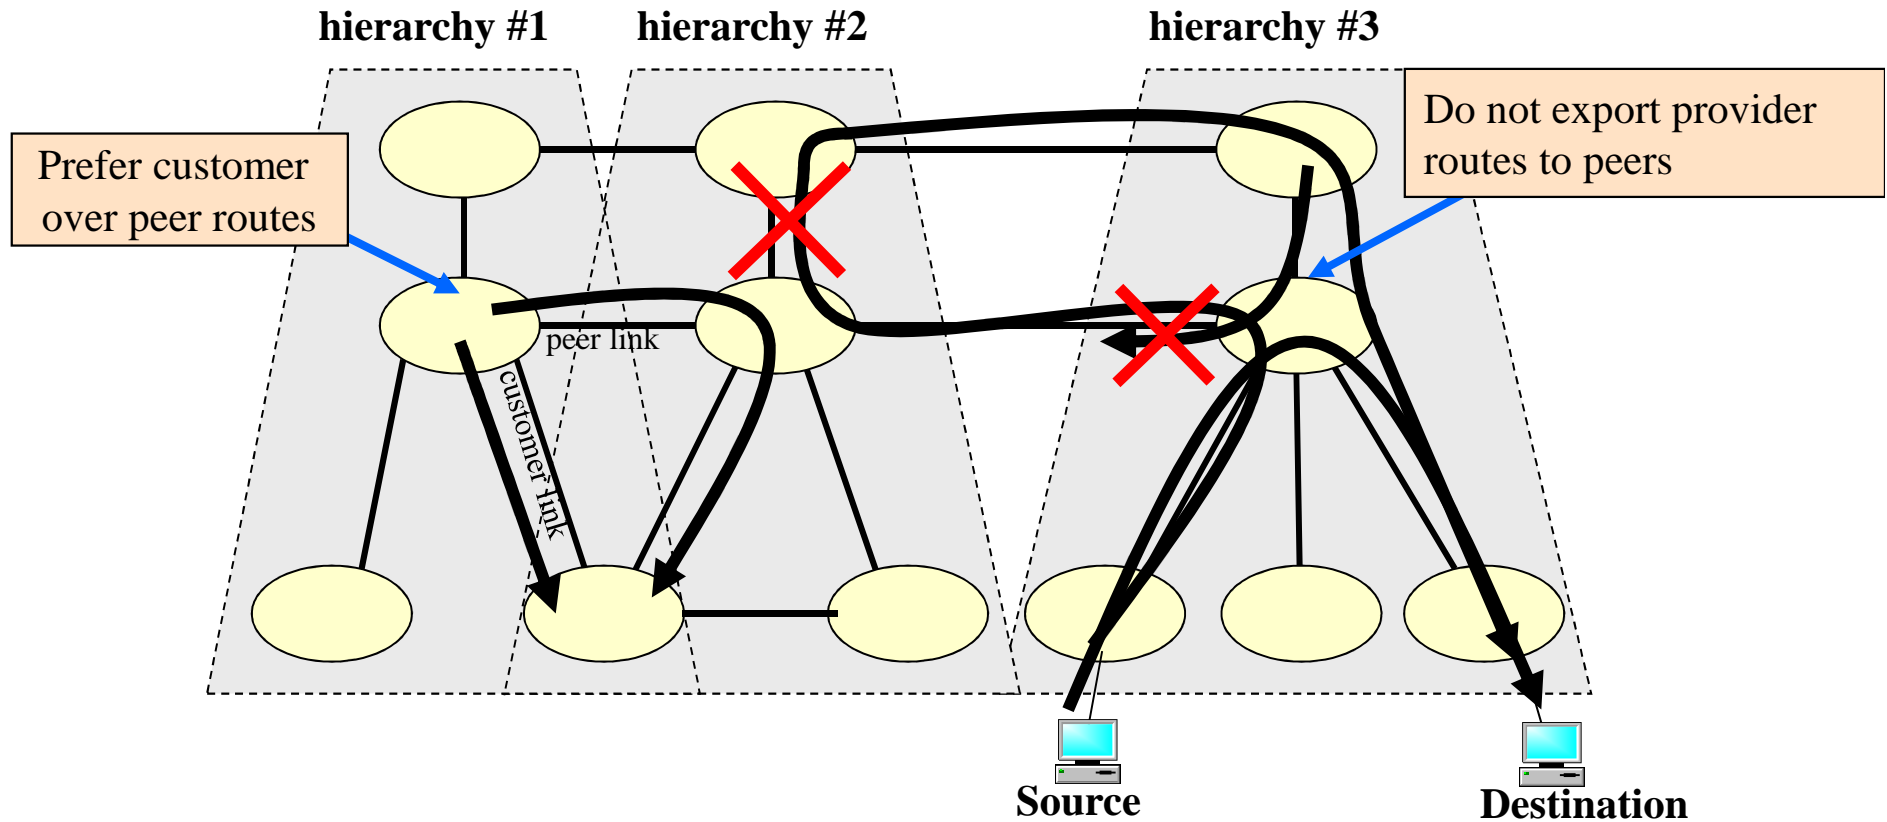 hierarchy #1
hierarchy #2
hierarchy #3
Do not export provider
routes to peers
Prefer customer
over peer routes
peer link
customer link
Source
Destination